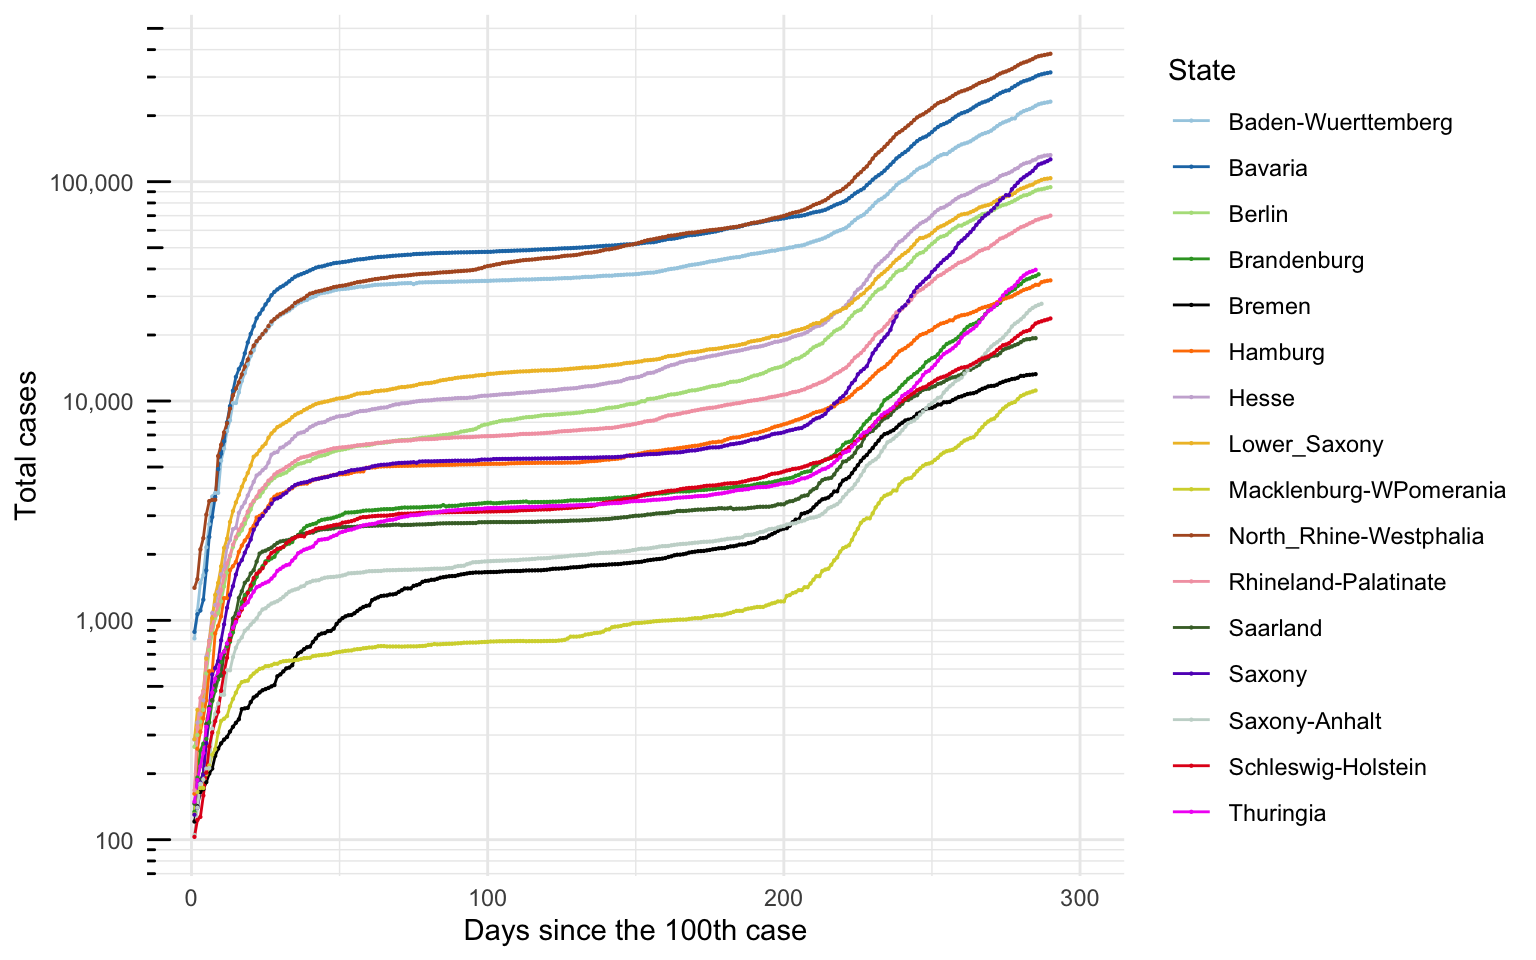 Total cases
100,000
10,000
1,000
100
0 100 200 300
Days since the 100th case
State
Baden-Wuerttemberg
Bavaria
Berlin
Brandenburg
Bremen
Hamburg
Hesse
Lower_Saxony
Macklenburg-WPomerania
North_Rhine-Westphalia
Rhineland-Palatinate
Saarland
Saxony
Saxony-Anhalt
Schleswig-Holstein
Thuringia